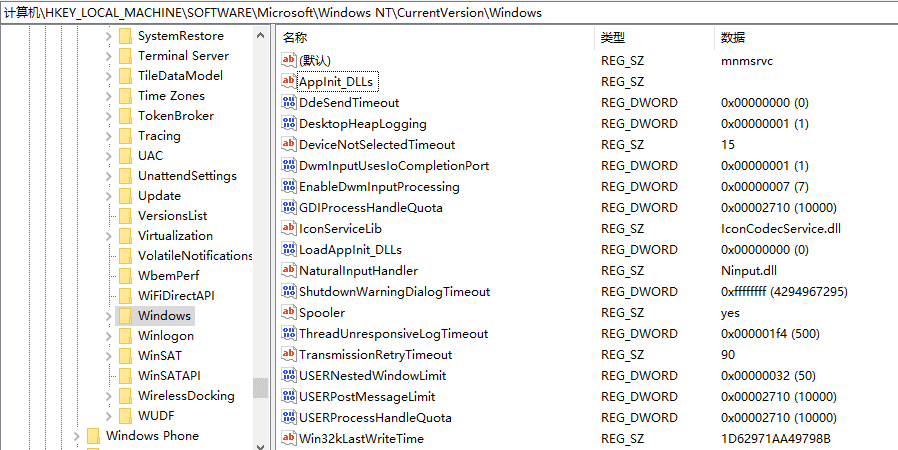 计算机\HKEY_LOCAL_MACHINE\SOFTWARE\Microsoft\Windows NT\CurrentVersion\Windows
SystemRestore
Terminal Server
TileDataModel
Time Zones
TokenBroker
Tracing
UAC
UnattendSettings
Update
VersionsList
Virtualization
VolatileNotifications
WbemPerf
WiFiDirectAPI
Windows
Winlogon
WinSAT
WinSATAPI
WirelessDocking
WUDF
Windows Phone
名称 类型 数据
(默认) REG_SZ mnmsrvc
AppInit_DLLs REG_SZ
DdeSendTimeout REG_DWORD 0x00000000 (0)
DesktopHeapLogging REG_DWORD 0x00000001 (1)
DeviceNotSelectedTimeout REG_SZ 15
DwmInputUsesIoCompletionPort REG_DWORD 0x00000001 (1)
EnableDwmInputProcessing REG_DWORD 0x00000007 (7)
GDIProcessHandleQuota REG_DWORD 0x00002710 (10000)
IconServiceLib REG_SZ IconCodecService.dll
LoadAppInit_DLLs REG_DWORD 0x00000000 (0)
NaturalInputHandler REG_SZ Ninput.dll
ShutdownWarningDialogTimeout REG_DWORD 0xffffffff (4294967295)
Spooler REG_SZ yes
ThreadUnresponsiveLogTimeout REG_DWORD 0x000001f4 (500)
TransmissionRetryTimeout REG_SZ 90
USERNestedWindowLimit REG_DWORD 0x00000032 (50)
USERPostMessageLimit REG_DWORD 0x00002710 (10000)
USERProcessHandleQuota REG_DWORD 0x00002710 (10000)
Win32kLastWriteTime REG_SZ 1D62971AA49798B